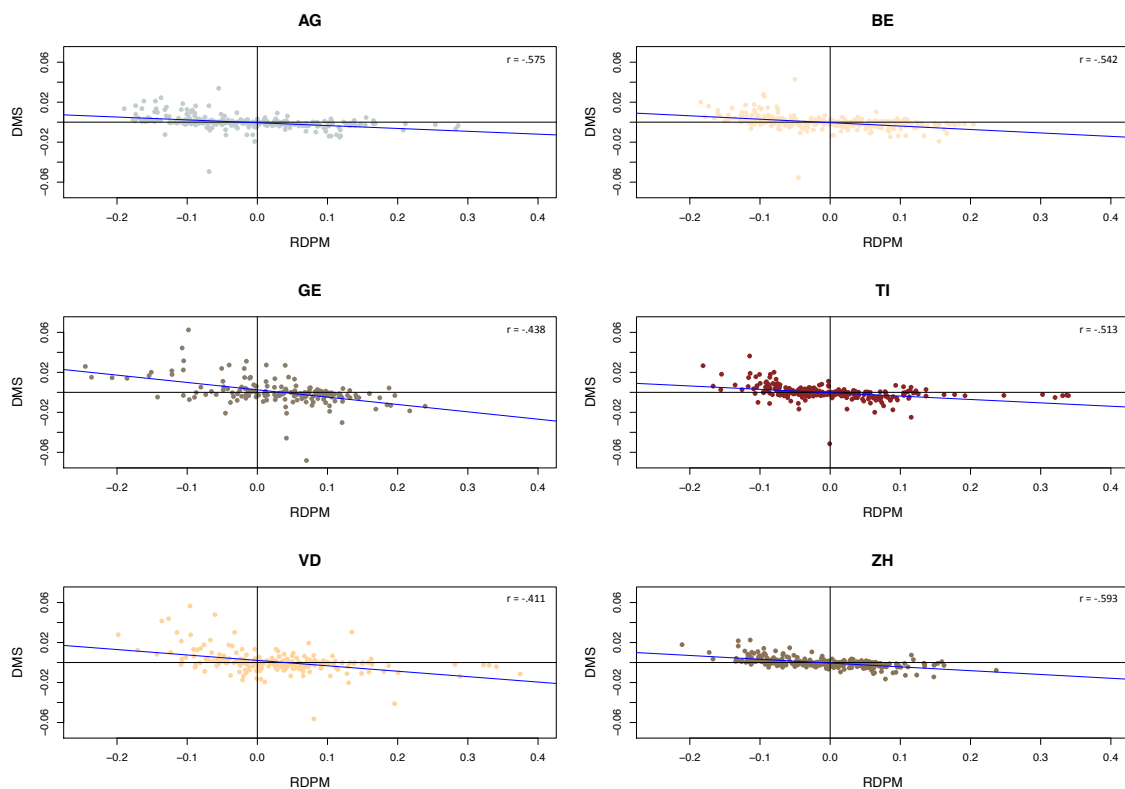 AG
r = -.575
DMS
0.06
0.02
−0.02
−0.06
−0.2
−0.1
0.0
0.1
0.2
0.3
0.4
RDPM
BE
r = -.542
DMS
0.06
0.02
−0.02
−0.06
−0.2
−0.1
0.0
0.1
0.2
0.3
0.4
RDPM
GE
r = -.438
DMS
0.06
0.02
−0.02
−0.06
−0.2
−0.1
0.0
0.1
0.2
0.3
0.4
RDPM
TI
r = -.513
DMS
0.06
0.02
−0.02
−0.06
−0.2
−0.1
0.0
0.1
0.2
0.3
0.4
RDPM
VD
r = -.411
DMS
0.06
0.02
−0.02
−0.06
−0.2
−0.1
0.0
0.1
0.2
0.3
0.4
RDPM
ZH
r = -.593
DMS
0.06
0.02
−0.02
−0.06
−0.2
−0.1
0.0
0.1
0.2
0.3
0.4
RDPM